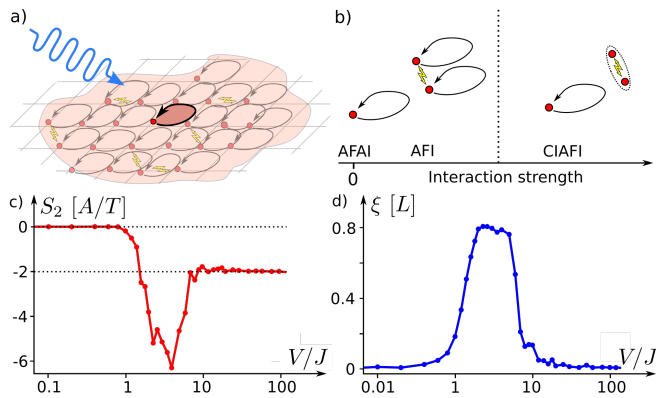 a)
b)
AFAI
AFI
CIAFI
0
Interaction strength
c)
S₂ [A/T]
0
-2
-4
-6
0.1
1
10
100
V/J
d)
ξ [L]
0.8
0.4
0
0.01
1
10
100
V/J